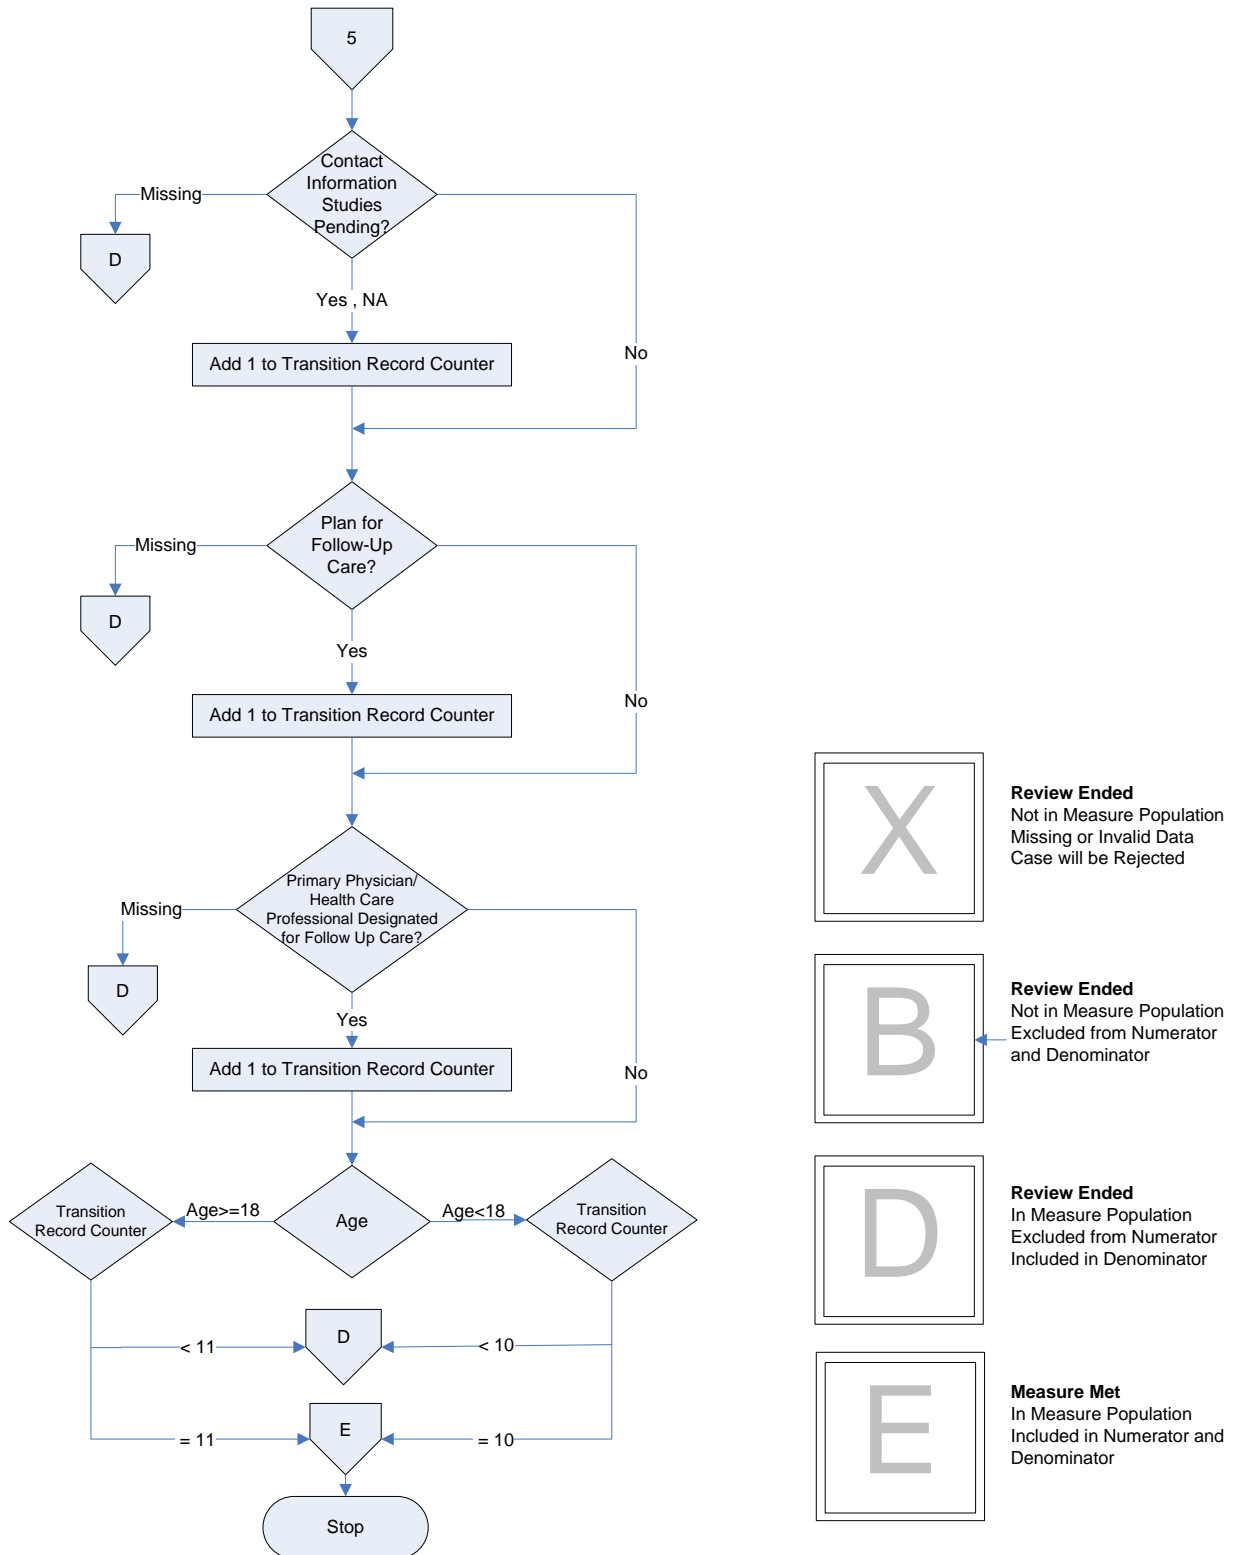 5
Contact
Information
Studies
Pending?
Missing
D
Yes , NA
Add 1 to Transition Record Counter
No
Plan for
Follow-Up
Care?
Missing
D
Yes
Add 1 to Transition Record Counter
No
Primary Physician/
Health Care
Professional Designated
for Follow Up Care?
Missing
D
Yes
Add 1 to Transition Record Counter
No
Transition
Record Counter
Age>=18
Age
Age<18
Transition
Record Counter
< 11
D
< 10
= 11
E
= 10
Stop
X
Review Ended
Not in Measure Population
Missing or Invalid Data
Case will be Rejected
B
Review Ended
Not in Measure Population
Excluded from Numerator
and Denominator
D
Review Ended
In Measure Population
Excluded from Numerator
Included in Denominator
E
Measure Met
In Measure Population
Included in Numerator and
Denominator